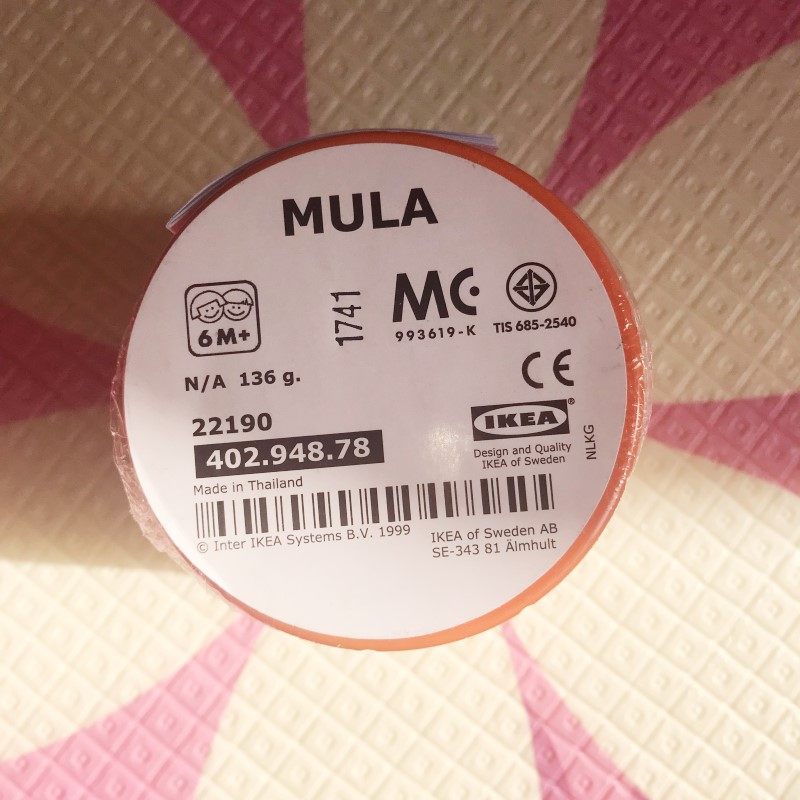 MULA
6M+
1741
MC
993619-K
TIS 685-2540
N/A 136 g.
CE
22190
402.948.78
IKEA®
Design and Quality
IKEA of Sweden
NLKG
Made in Thailand
© Inter IKEA Systems B.V. 1999
IKEA of Sweden AB
SE-343 81 Älmhult